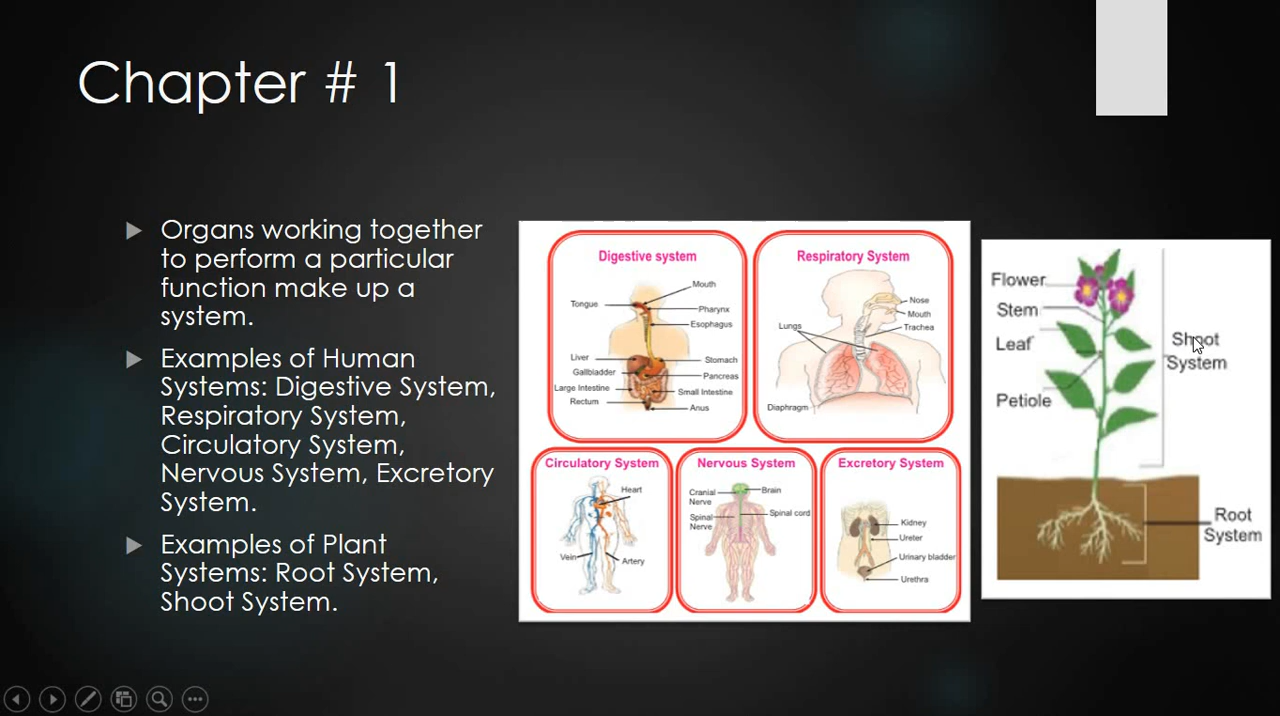 Chapter # 1
Organs working together
to perform a particular
function make up a
system.
Examples of Human
Systems: Digestive System,
Respiratory System,
Circulatory System,
Nervous System, Excretory
System.
Examples of Plant
Systems: Root System,
Shoot System.
Digestive system
Mouth
Tongue
Pharynx
Esophagus
Liver
Stomach
Gallbladder
Pancreas
Large Intestine
Small Intestine
Rectum
Anus
Respiratory System
Nose
Mouth
Trachea
Lungs
Diaphragm
Circulatory System
Heart
Vein
Artery
Nervous System
Cranial
Nerve
Brain
Spinal
Nerve
Spinal cord
Excretory System
Kidney
Ureter
Urinary bladder
Urethra
Flower
Stem
Leaf
Petiole
Shoot
System
Root
System